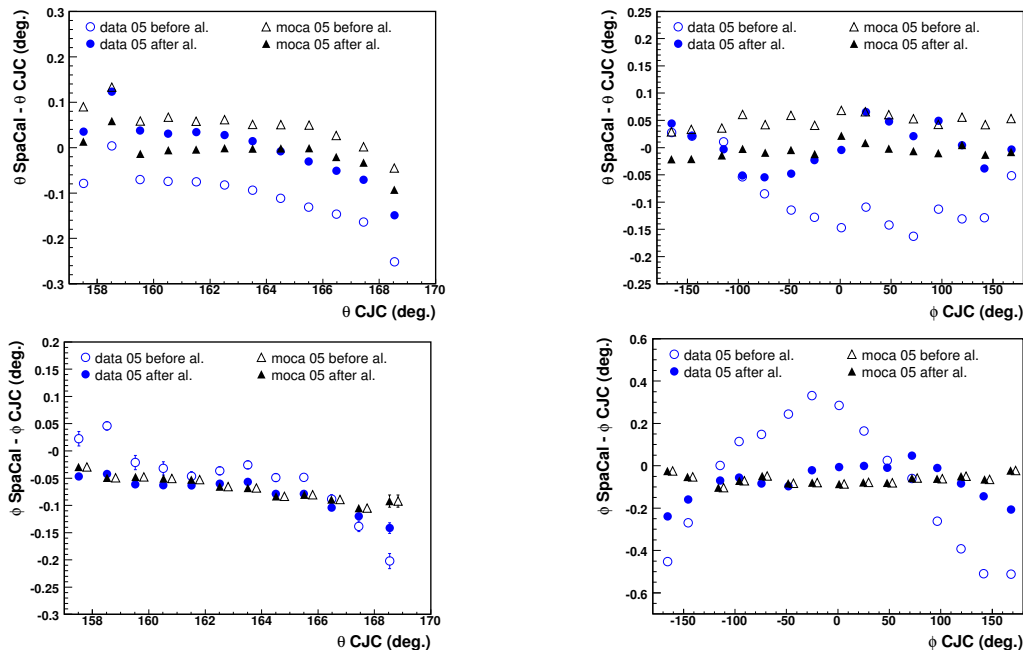 data 05 before al. moca 05 before al.
data 05 after al. moca 05 after al.
θ SpaCal - θ CJC (deg.)
0.3
0.2
0.1
0
-0.1
-0.2
-0.3
158 160 162 164 166 168 170
θ CJC (deg.)
data 05 before al. moca 05 before al.
data 05 after al. moca 05 after al.
θ SpaCal - θ CJC (deg.)
0.25
0.2
0.15
0.1
0.05
0
-0.05
-0.1
-0.15
-0.2
0.25
-150 -100 -50 0 50 100 150
ϕ CJC (deg.)
data 05 before al. moca 05 before al.
data 05 after al. moca 05 after al.
ϕ SpaCal - ϕ CJC (deg.)
0.2
0.15
0.1
0.05
-0
-0.05
-0.1
-0.15
-0.2
-0.25
-0.3
158 160 162 164 166 168 170
θ CJC (deg.)
data 05 before al. moca 05 before al.
data 05 after al. moca 05 after al.
ϕ SpaCal - ϕ CJC (deg.)
0.6
0.4
0.2
0
-0.2
-0.4
-0.6
-150 -100 -50 0 50 100 150
ϕ CJC (deg.)